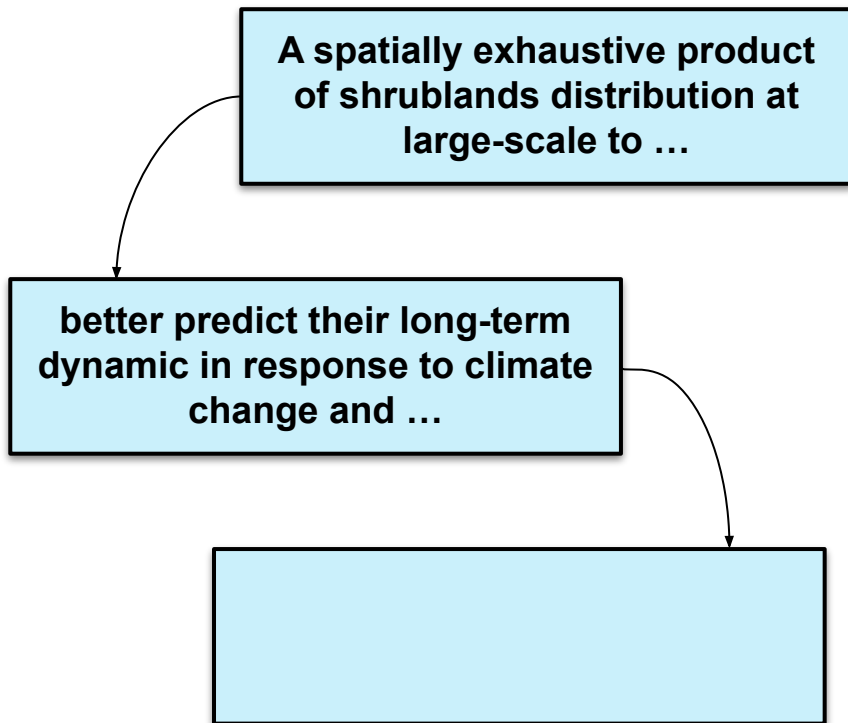 A spatially exhaustive product
of shrublands distribution at
large-scale to …
better predict their long-term
dynamic in response to climate
change and …